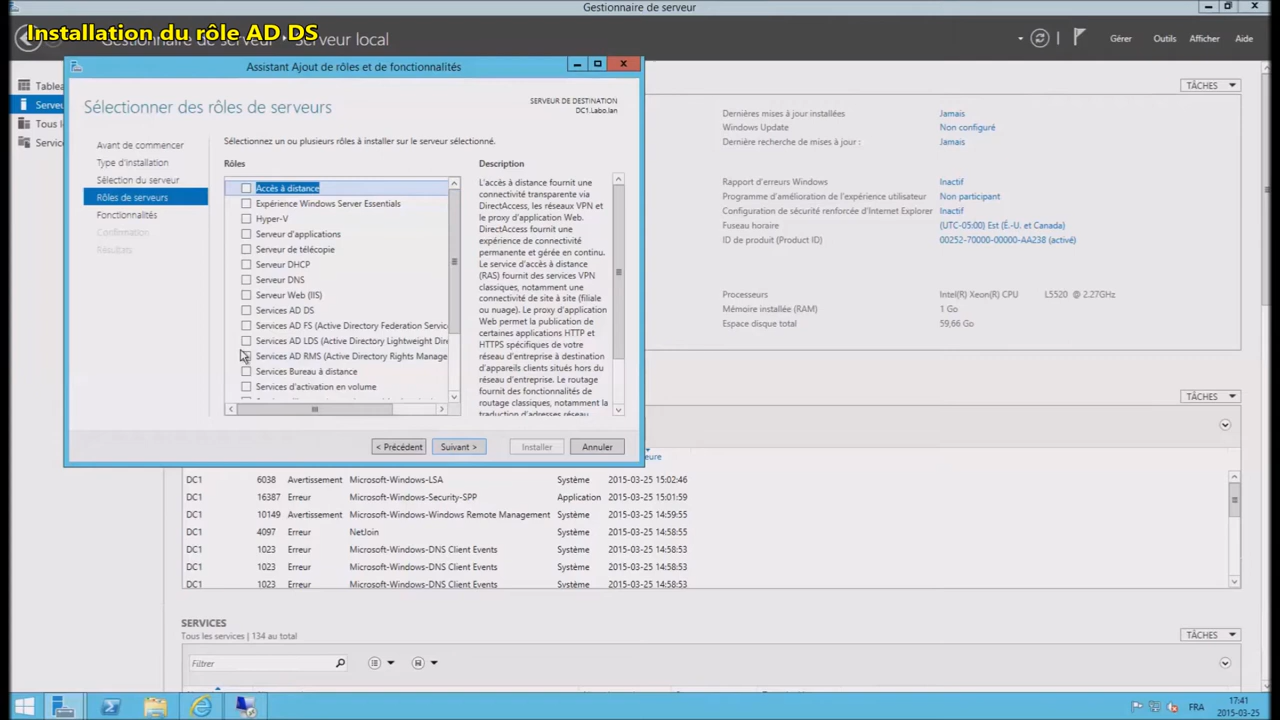 Gestionnaire de serveur
Installation du rôle AD DS
Serveur local
Gérer
Outils
Afficher
Aide
Assistant Ajout de rôles et de fonctionnalités
Sélectionner des rôles de serveurs
SERVEUR DE DESTINATION
DC1.Labo.lan
Avant de commencer
Type d'installation
Sélection du serveur
Rôles de serveurs
Fonctionnalités
Confirmation
Résultats
Sélectionnez un ou plusieurs rôles à installer sur le serveur sélectionné.
Rôles
Accès à distance
Expérience Windows Server Essentials
Hyper-V
Serveur d'applications
Serveur de télécopie
Serveur DHCP
Serveur DNS
Serveur Web (IIS)
Services AD DS
Services AD FS (Active Directory Federation Servic
Services AD LDS (Active Directory Lightweight Dire
Services AD RMS (Active Directory Rights Manage
Services Bureau à distance
Services d'activation en volume
Description
L'accès à distance fournit une
connectivité transparente via
DirectAccess, les réseaux VPN et
le proxy d'application Web.
DirectAccess fournit une
expérience de connectivité
permanente et gérée en continu.
Le service d'accès à distance
(RAS) fournit des services VPN
classiques, notamment une
connectivité de site à site (filiale
ou nuage). Le proxy d'application
Web permet la publication de
certaines applications HTTP et
HTTPS spécifiques de votre
réseau d'entreprise à destination
d'appareils clients situés hors du
réseau d'entreprise. Le routage
fournit des fonctionnalités de
routage classiques, notamment la
traduction d'adresses réseau
< Précédent
Suivant >
Installer
Annuler
TÂCHES
Dernières mises à jour installées
Jamais
Windows Update
Non configuré
Dernière recherche de mises à jour :
Jamais
Rapport d'erreurs Windows
Inactif
Programme d'amélioration de l'expérience utilisateur
Non participant
Configuration de sécurité renforcée d'Internet Explorer
Inactif
Fuseau horaire
(UTC-05:00) Est (É.-U. et Canada)
ID de produit (Product ID)
00252-70000-00000-AA238 (activé)
Processeurs
Intel(R) Xeon(R) CPU L5520 @ 2.27GHz
Mémoire installée (RAM)
1 Go
Espace disque total
59,66 Go
TÂCHES
DC1 6038 Avertissement Microsoft-Windows-LSA Système 2015-03-25 15:02:46
DC1 16387 Erreur Microsoft-Windows-Security-SPP Application 2015-03-25 15:01:59
DC1 10149 Avertissement Microsoft-Windows-Windows Remote Management Système 2015-03-25 14:59:55
DC1 4097 Erreur NetJoin Système 2015-03-25 14:58:55
DC1 1023 Erreur Microsoft-Windows-DNS Client Events Système 2015-03-25 14:58:53
DC1 1023 Erreur Microsoft-Windows-DNS Client Events Système 2015-03-25 14:58:53
DC1 1023 Erreur Microsoft-Windows-DNS Client Events Système 2015-03-25 14:58:53
SERVICES
Tous les services | 134 au total
TÂCHES
Filtrer
FRA
17:41
2015-03-25